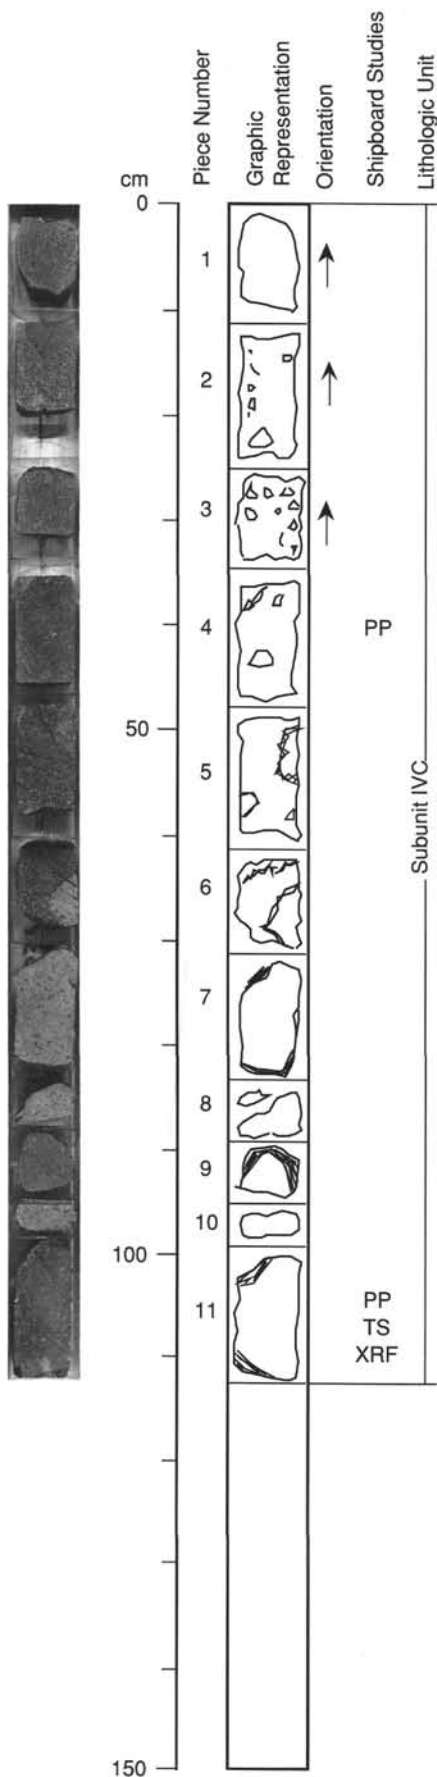 cm
Piece Number
Graphic
Representation
Orientation
Shipboard Studies
Lithologic Unit
0
1
2
3
4
PP
50
5
Subunit IVC
6
7
8
9
10
100
11
PP
TS
XRF
150